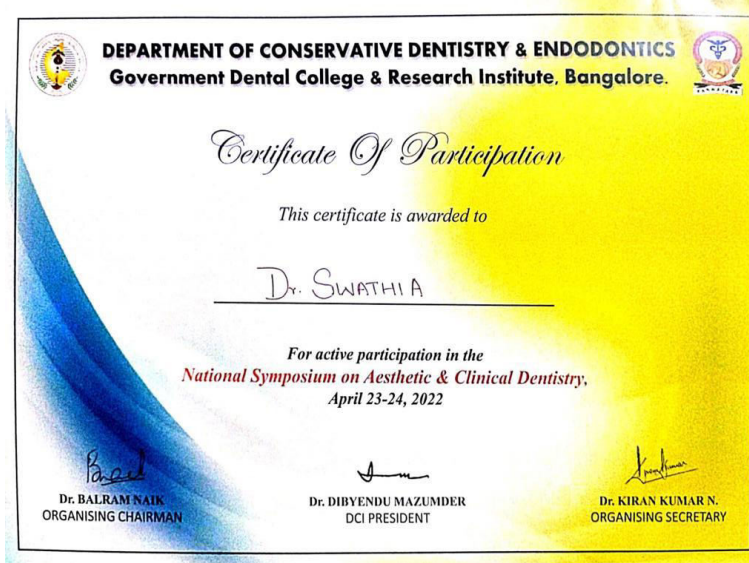 DEPARTMENT OF CONSERVATIVE DENTISTRY & ENDODONTICS
Government Dental College & Research Institute, Bangalore.
Certificate Of Participation
This certificate is awarded to
Dr. SWATHI A
For active participation in the
National Symposium on Aesthetic & Clinical Dentistry,
April 23-24, 2022
Dr. BALRAM NAIK
ORGANISING CHAIRMAN
Dr. DIBYENDU MAZUMDER
DCI PRESIDENT
Dr. KIRAN KUMAR N.
ORGANISING SECRETARY